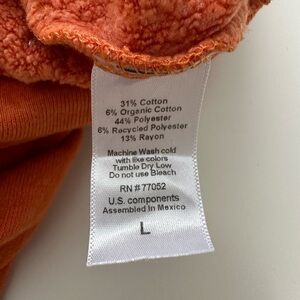 31% Cotton
6% Organic Cotton
44% Polyester
6% Recycled Polyester
13% Rayon
Machine Wash cold
with like colors
Tumble Dry Low
Do not use Bleach
RN # 77052
U.S. components
Assembled in Mexico
L